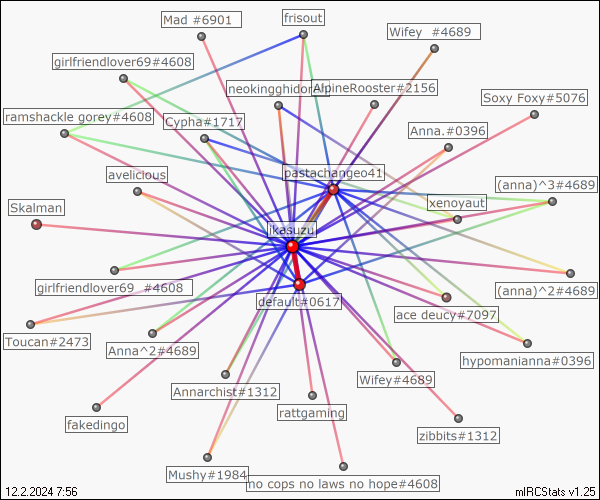 Mad #6901
frisout
Wifey   #4689
girlfriendlover69#4608
AlpineRooster#2156
Soxy Foxy#5076
ramshackle gorey#4608
Cypha#1717
Anna.#0396
pastachangeo41
avelicious
(anna)^3#4689
xenoyaut
Skalman
ikasuzu
girlfriendlover69   #4608
(anna)^2#4689
default#0617
ace deucy#7097
Toucan#2473
Anna^2#4689
hypomanianna#0396
Annarchist#1312
Wifey#4689
rattgaming
fakedingo
zibbits#1312
Mushy#1984
no cops no laws no hope#4608
12.2.2024 7:56
mIRCStats v1.25